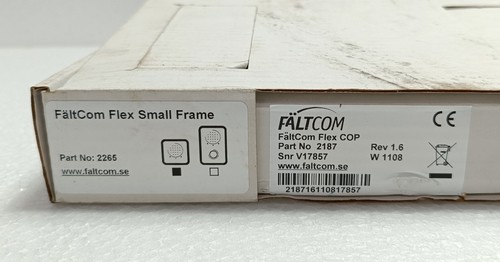 FältCom Flex Small Frame
Part No: 2265
www.faltcom.se
FÄLTCOM
FältCom Flex COP
Part No 2187 Rev 1.6
Snr V17857 W 1108
www.faltcom.se
218716110817857
CE